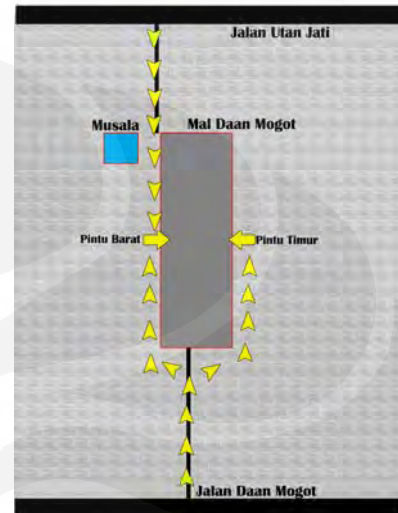 Jalan Utan Jati
Musala
Mal Daan Mogot
Pintu Barat
Pintu Timur
Jalan Daan Mogot